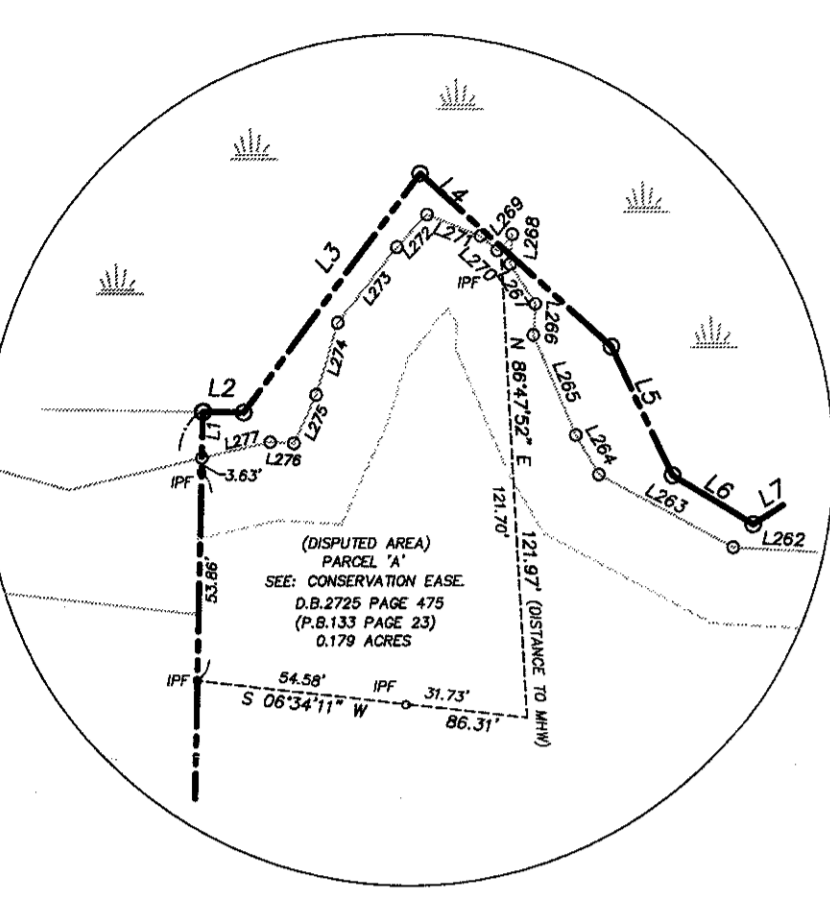 L4
L269
L268
L272
L271
L270
L267
IPF
L3
L273
L266
L274
L5
L265
L2
L275
L1
L277
L276
L264
L6
L7
L263
L262
IPF
3.63'
N 86°47'52" E
121.97' (DISTANCE TO MHW)
121.70'
53.86'
(DISPUTED AREA)
PARCEL 'A'
SEE: CONSERVATION EASE.
D.B.2725 PAGE 475
(P.B.133 PAGE 23)
0.179 ACRES
IPF
54.58'
IPF
31.73'
S 06°34'11" W
86.31'